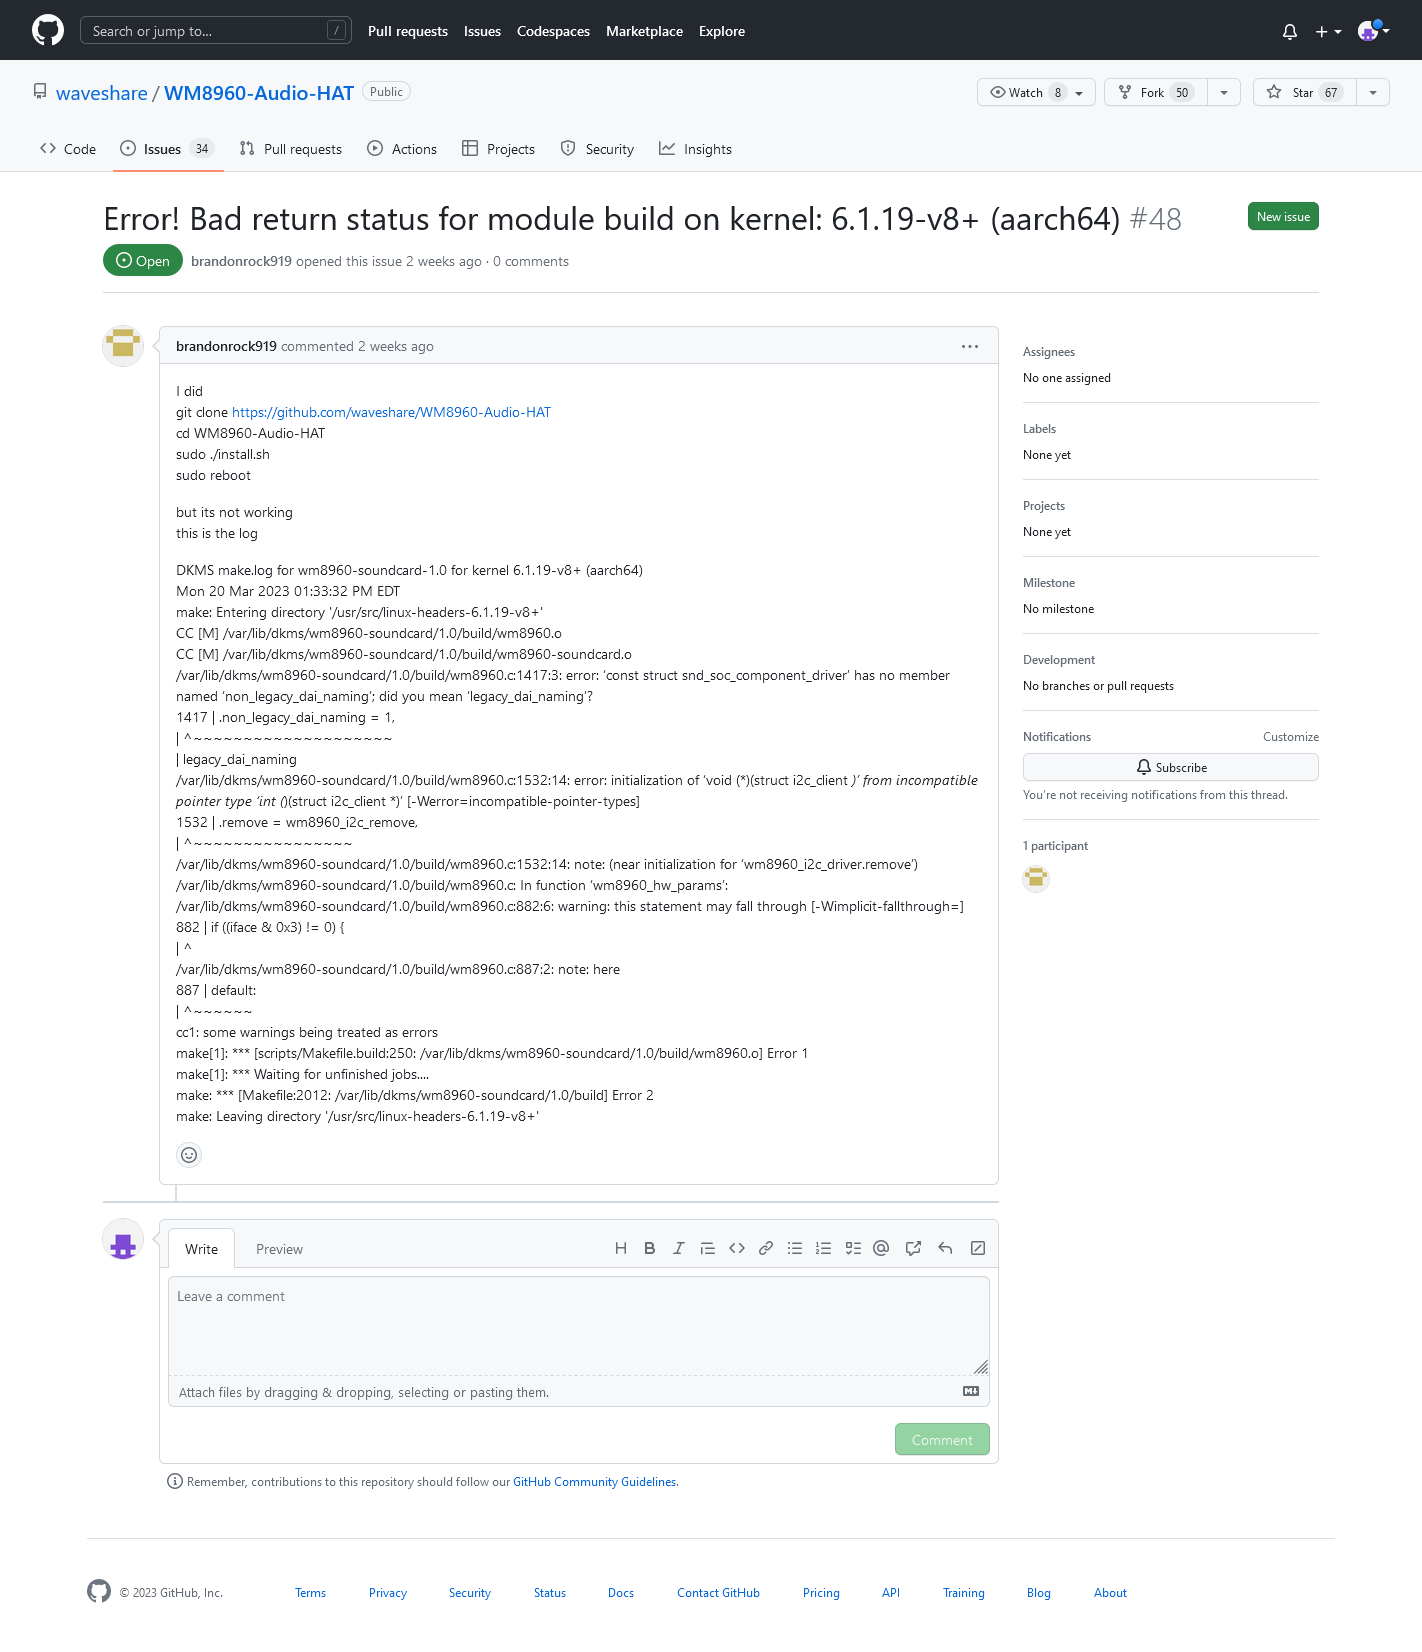 Search or jump to...
/
Pull requests
Issues
Codespaces
Marketplace
Explore
waveshare / WM8960-Audio-HAT
Public
Watch 8
Fork 50
Star 67
Code
Issues 34
Pull requests
Actions
Projects
Security
Insights
Error! Bad return status for module build on kernel: 6.1.19-v8+ (aarch64) #48
New issue
Open
brandonrock919 opened this issue 2 weeks ago · 0 comments
brandonrock919 commented 2 weeks ago
I did
git clone https://github.com/waveshare/WM8960-Audio-HAT
cd WM8960-Audio-HAT
sudo ./install.sh
sudo reboot
but its not working
this is the log
DKMS make.log for wm8960-soundcard-1.0 for kernel 6.1.19-v8+ (aarch64)
Mon 20 Mar 2023 01:33:32 PM EDT
make: Entering directory '/usr/src/linux-headers-6.1.19-v8+'
CC [M] /var/lib/dkms/wm8960-soundcard/1.0/build/wm8960.o
CC [M] /var/lib/dkms/wm8960-soundcard/1.0/build/wm8960-soundcard.o
/var/lib/dkms/wm8960-soundcard/1.0/build/wm8960.c:1417:3: error: ‘const struct snd_soc_component_driver’ has no member
named ‘non_legacy_dai_naming’; did you mean ‘legacy_dai_naming’?
1417 | .non_legacy_dai_naming = 1,
| ^~~~~~~~~~~~~~~~~~~~~
| legacy_dai_naming
/var/lib/dkms/wm8960-soundcard/1.0/build/wm8960.c:1532:14: error: initialization of ‘void (*)(struct i2c_client )’ from incompatible
pointer type ‘int ()(struct i2c_client *)’ [-Werror=incompatible-pointer-types]
1532 | .remove = wm8960_i2c_remove,
| ^~~~~~~~~~~~~~~~~
/var/lib/dkms/wm8960-soundcard/1.0/build/wm8960.c:1532:14: note: (near initialization for ‘wm8960_i2c_driver.remove’)
/var/lib/dkms/wm8960-soundcard/1.0/build/wm8960.c: In function ‘wm8960_hw_params’:
/var/lib/dkms/wm8960-soundcard/1.0/build/wm8960.c:882:6: warning: this statement may fall through [-Wimplicit-fallthrough=]
882 | if ((iface & 0x3) != 0) {
| ^
/var/lib/dkms/wm8960-soundcard/1.0/build/wm8960.c:887:2: note: here
887 | default:
| ^~~~~~~
cc1: some warnings being treated as errors
make[1]: *** [scripts/Makefile.build:250: /var/lib/dkms/wm8960-soundcard/1.0/build/wm8960.o] Error 1
make[1]: *** Waiting for unfinished jobs....
make: *** [Makefile:2012: /var/lib/dkms/wm8960-soundcard/1.0/build] Error 2
make: Leaving directory '/usr/src/linux-headers-6.1.19-v8+'
Assignees
No one assigned
Labels
None yet
Projects
None yet
Milestone
No milestone
Development
No branches or pull requests
Notifications
Customize
Subscribe
You’re not receiving notifications from this thread.
1 participant
Write
Preview
Leave a comment
Attach files by dragging & dropping, selecting or pasting them.
Comment
Remember, contributions to this repository should follow our GitHub Community Guidelines.
© 2023 GitHub, Inc.
Terms
Privacy
Security
Status
Docs
Contact GitHub
Pricing
API
Training
Blog
About